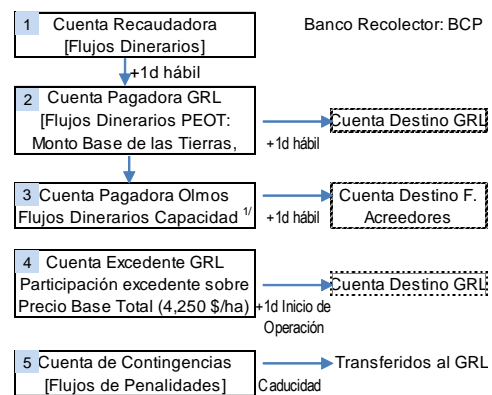 1 Cuenta Recaudadora
[Flujos Dinerarios]
Banco Recolector: BCP
+1d hábil
2 Cuenta Pagadora GRL
[Flujos Dinerarios PEOT:
Monto Base de las Tierras,
+1d hábil
Cuenta Destino GRL
3 Cuenta Pagadora Olmos
Flujos Dinerarios Capacidad 1/
+1d hábil
Cuenta Destino F.
Acreedores
4 Cuenta Excedente GRL
Participación excedente sobre
Precio Base Total (4,250 $/ha)
+1d Inicio de
Operación
Cuenta Destino GRL
5 Cuenta de Contingencias
[Flujos de Penalidades]
Caducidad
Transferidos al GRL